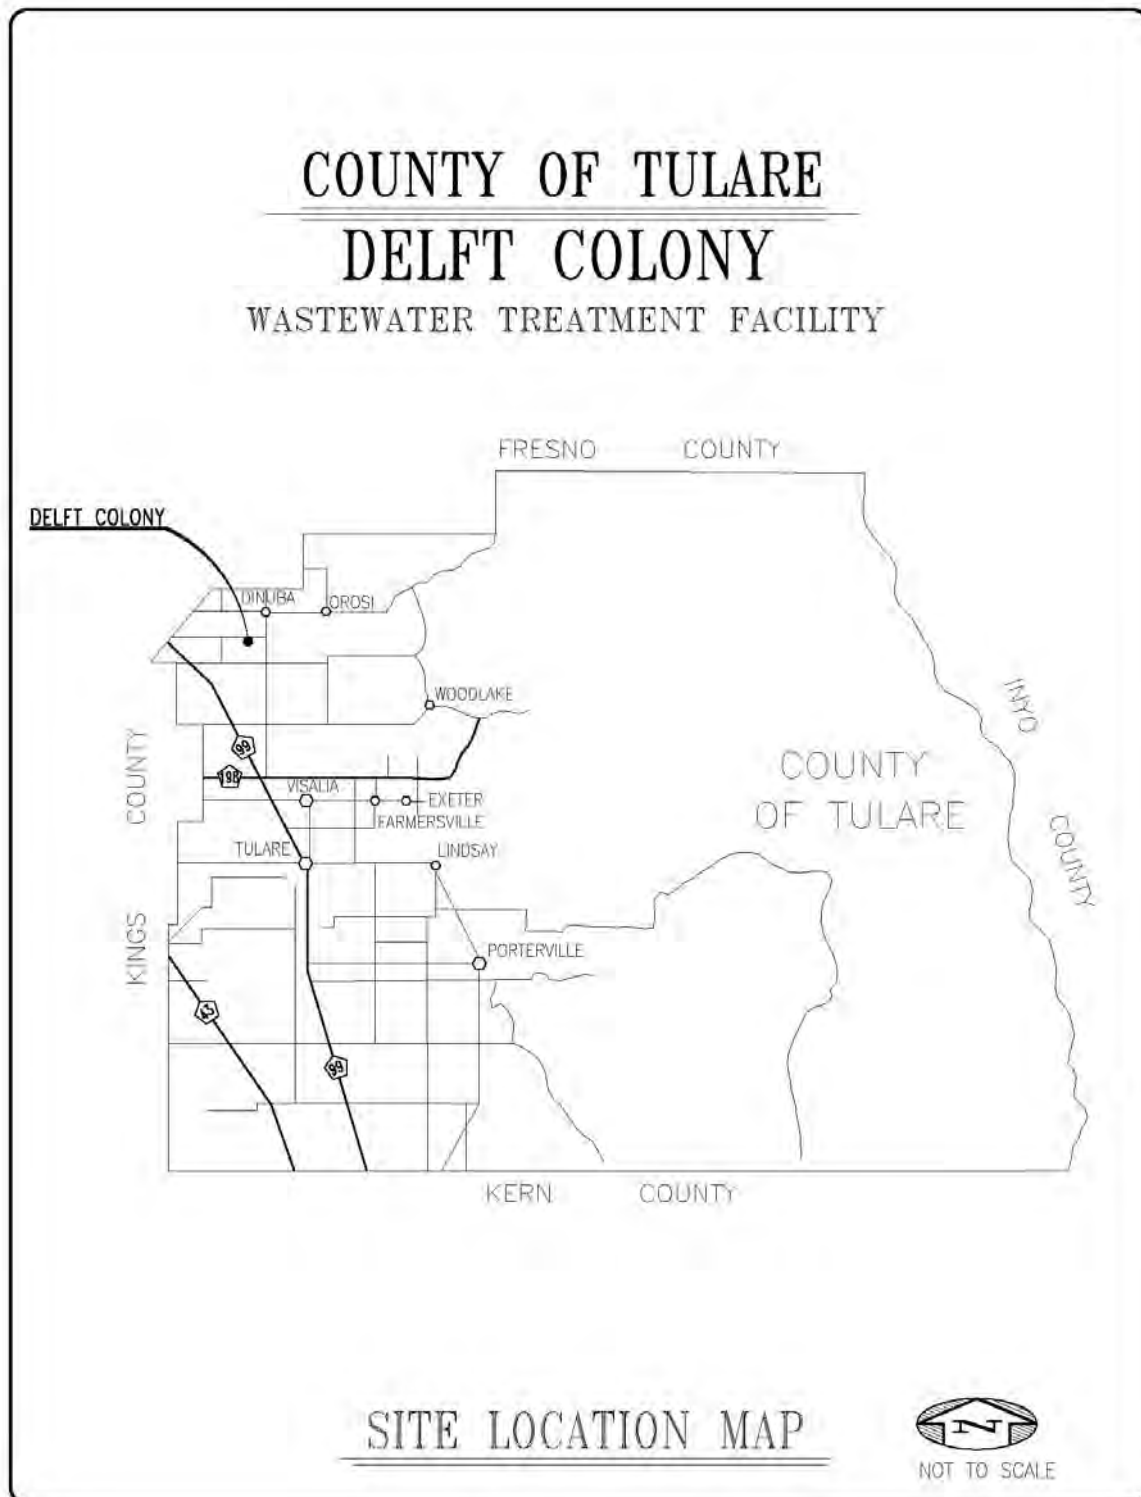 COUNTY OF TULARE
DELFT COLONY
WASTEWATER TREATMENT FACILITY
FRESNO COUNTY
DELFT COLONY
DINUBA
OROSI
WOODLAKE
INYO COUNTY
KINGS COUNTY
99
198
VISALIA
EXETER
FARMERSVILLE
COUNTY
OF TULARE
TULARE
LINDSAY
PORTERVILLE
43
99
KERN COUNTY
SITE LOCATION MAP
N
NOT TO SCALE